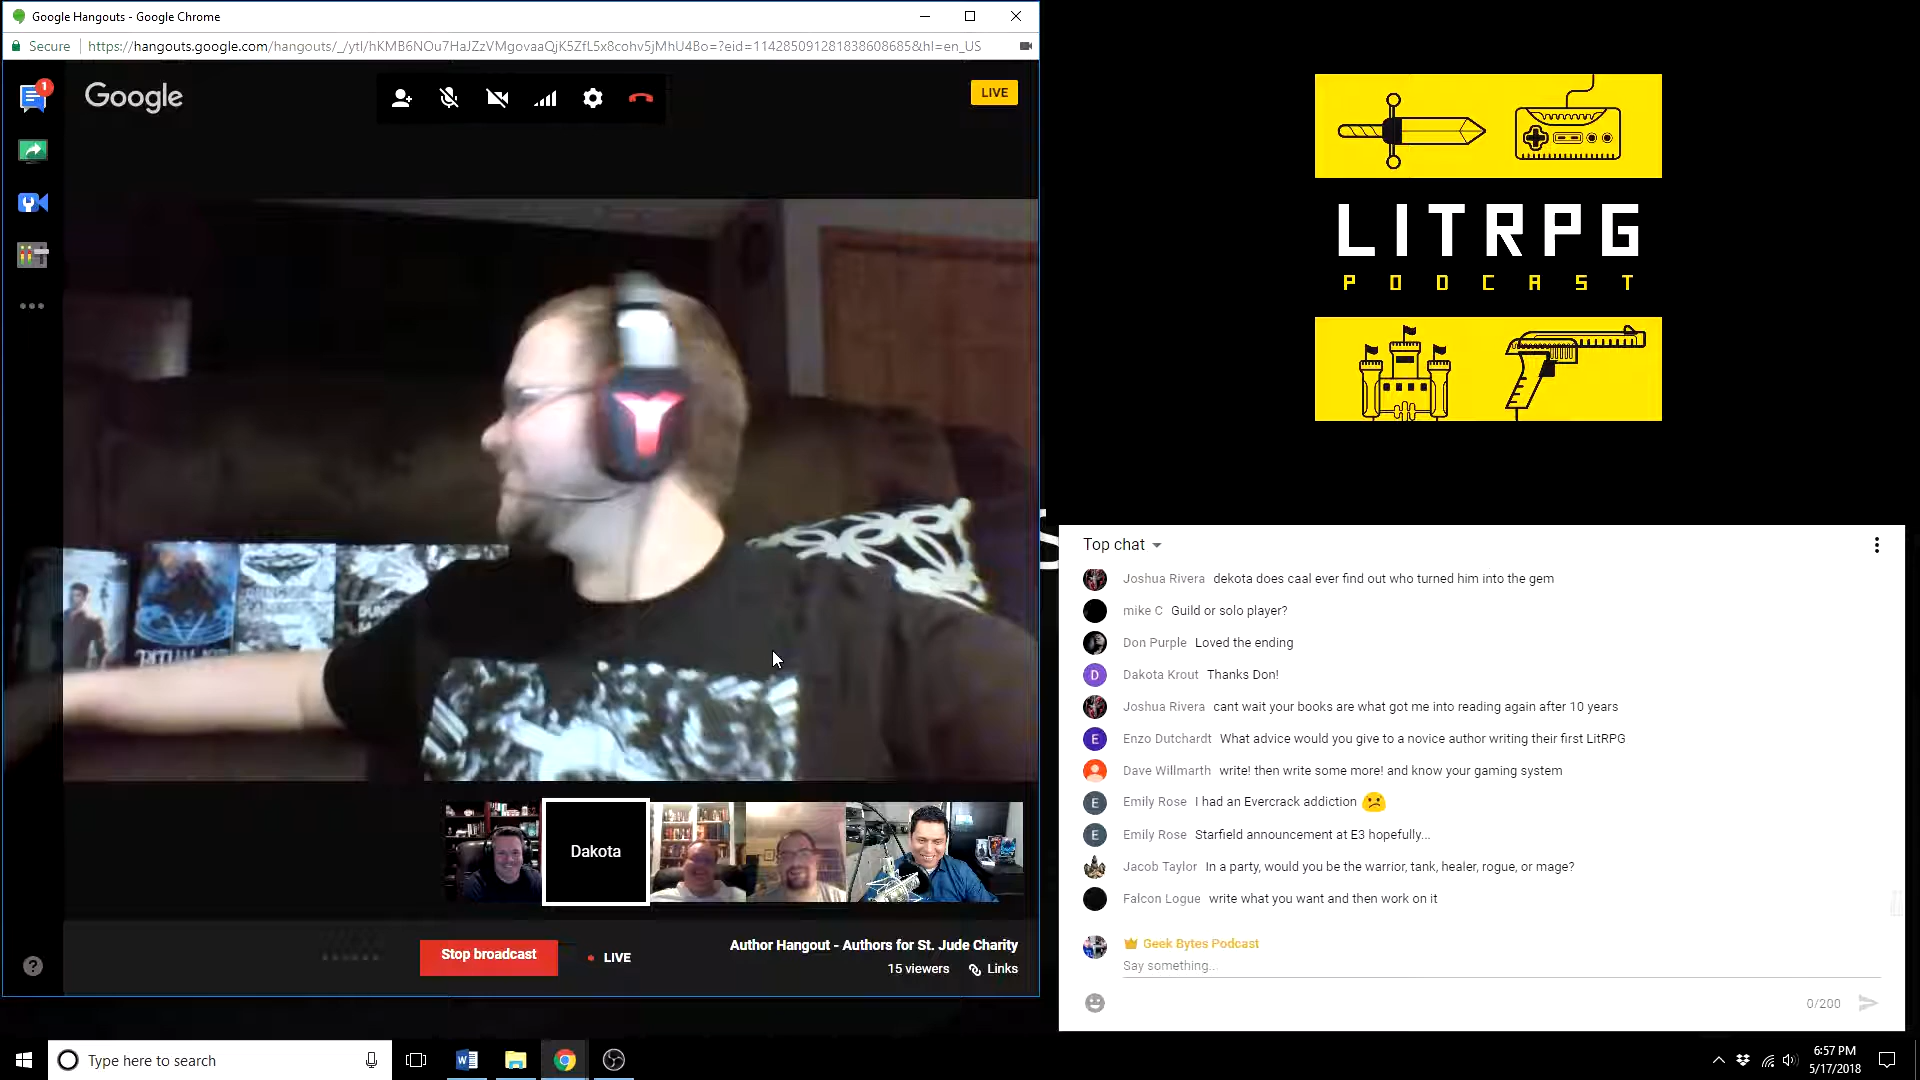 Google Hangouts - Google Chrome
Secure
https://hangouts.google.com/hangouts/_/ytl/hKMB6NOu7HaJZzVMgovaaQjK5ZfL5x8cohv5jMhU4Bo=?eid=114285091281838608685&hl=en_US
1
Google
LIVE
RITUALIST
Dakota
Stop broadcast
LIVE
Author Hangout - Authors for St. Jude Charity
15 viewers
Links
LITRPG
PODCAST
S
Top chat
Joshua Rivera dekota does caal ever find out who turned him into the gem
mike C Guild or solo player?
Don Purple Loved the ending
D
Dakota Krout Thanks Don!
Joshua Rivera cant wait your books are what got me into reading again after 10 years
E
Enzo Dutchardt What advice would you give to a novice author writing their first LitRPG
Dave Willmarth write! then write some more! and know your gaming system
E
Emily Rose I had an Evercrack addiction
E
Emily Rose Starfield announcement at E3 hopefully...
Jacob Taylor In a party, would you be the warrior, tank, healer, rogue, or mage?
Falcon Logue write what you want and then work on it
Geek Bytes Podcast
Say something...
0/200
Type here to search
6:57 PM
5/17/2018